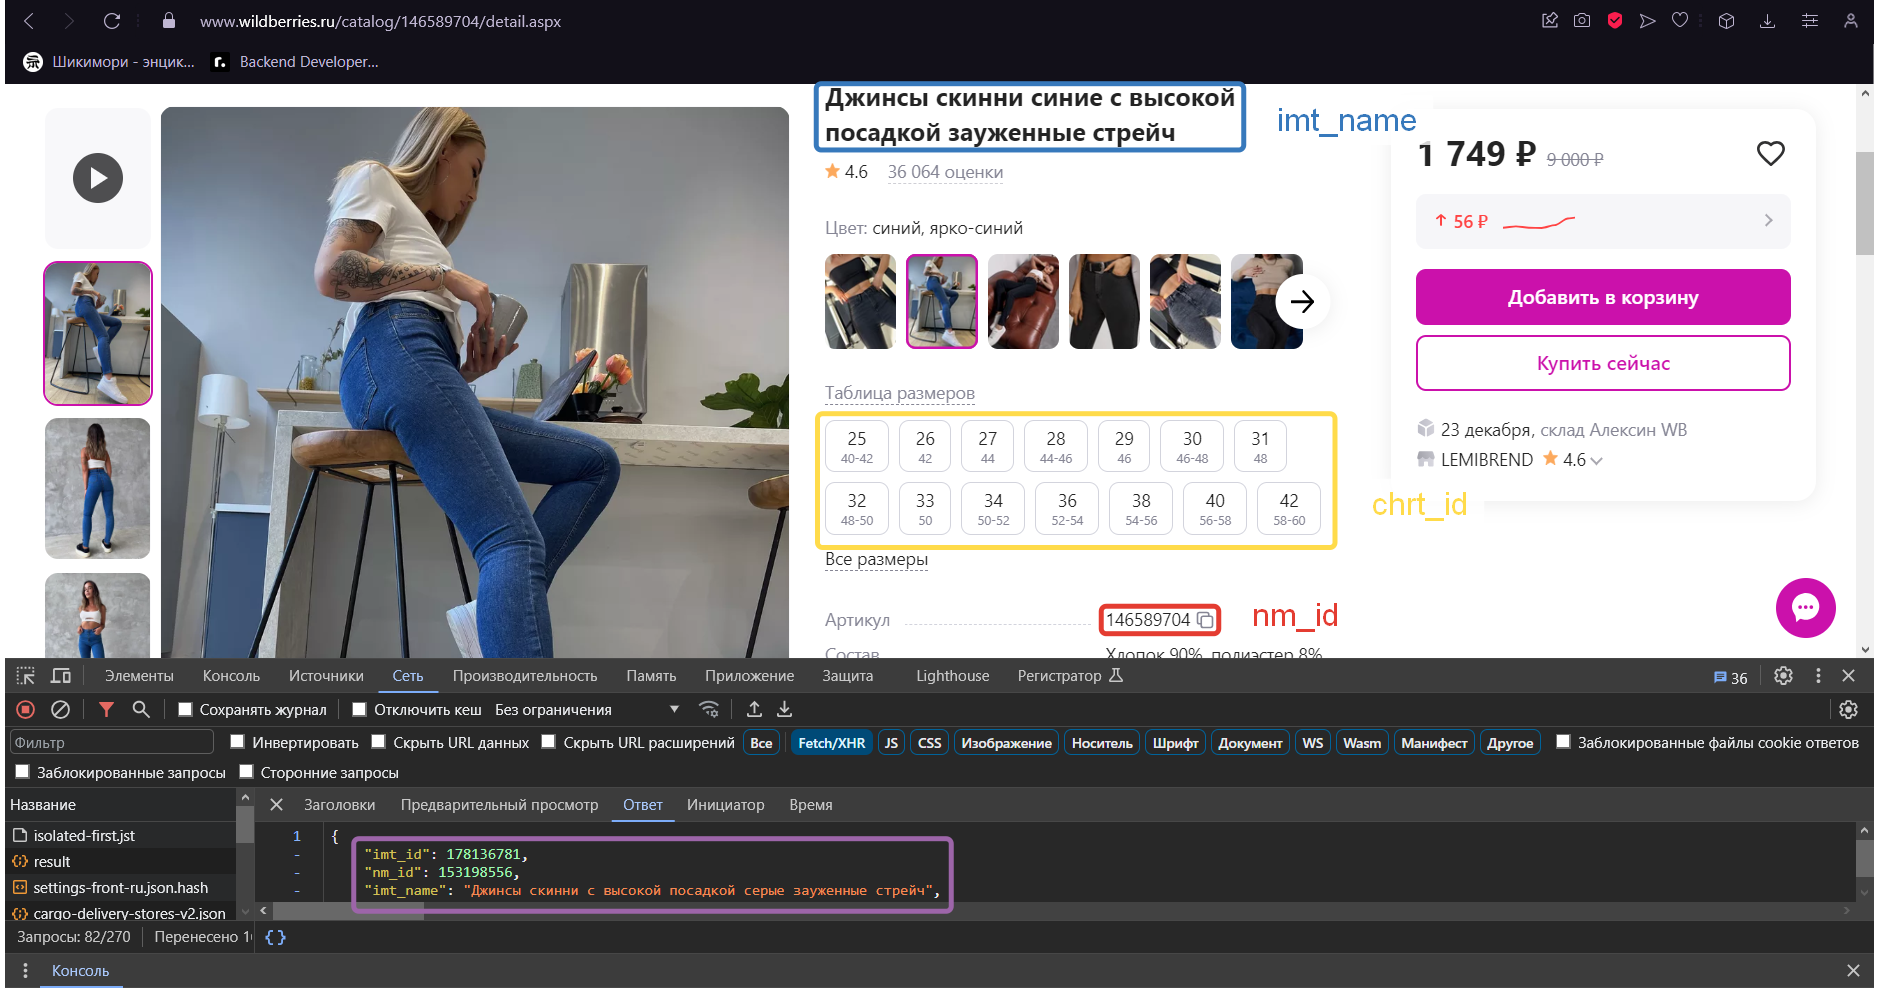 www.wildberries.ru/catalog/146589704/detail.aspx
Шикимори - энцик...
Backend Developer...
Джинсы скинни синие с высокой
посадкой зауженные стрейч
imt_name
4.6 36 064 оценки
Цвет: синий, ярко-синий
Таблица размеров
25 26 27 28 29 30 31
40-42 42 44 44-46 46 46-48 48
32 33 34 36 38 40 42
48-50 50 50-52 52-54 54-56 56-58 58-60
chrt_id
Все размеры
Артикул 146589704
nm_id
Состав Хлопок 90%, полиэстер 8%
1 749 ₽ 9 000 ₽
56 ₽
Добавить в корзину
Купить сейчас
23 декабря, склад Алексин WB
LEMIBREND 4.6
Элементы Консоль Источники Сеть Производительность Память Приложение Защита Lighthouse Регистратор 36
Сохранять журнал Отключить кеш Без ограничения
Фильтр Инвертировать Скрыть URL данных Скрыть URL расширений Все Fetch/XHR JS CSS Изображение Носитель Шрифт Документ WS Wasm Манифест Другое Заблокированные файлы cookie ответов
Заблокированные запросы Сторонние запросы
Название
isolated-first.jst
result
settings-front-ru.json.hash
cargo-delivery-stores-v2.json
Заголовки Предварительный просмотр Ответ Инициатор Время
1 {
- "imt_id": 178136781,
- "nm_id": 153198556,
- "imt_name": "Джинсы скинни с высокой посадкой серые зауженные стрейч",
Запросы: 82/270 Перенесено {}
Консоль